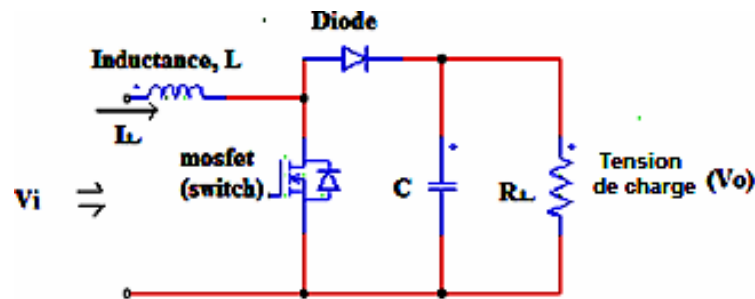 Diode
Inductance, L
IL
mosfet
(switch)
Vi
C
RL
Tension
de charge (Vo)